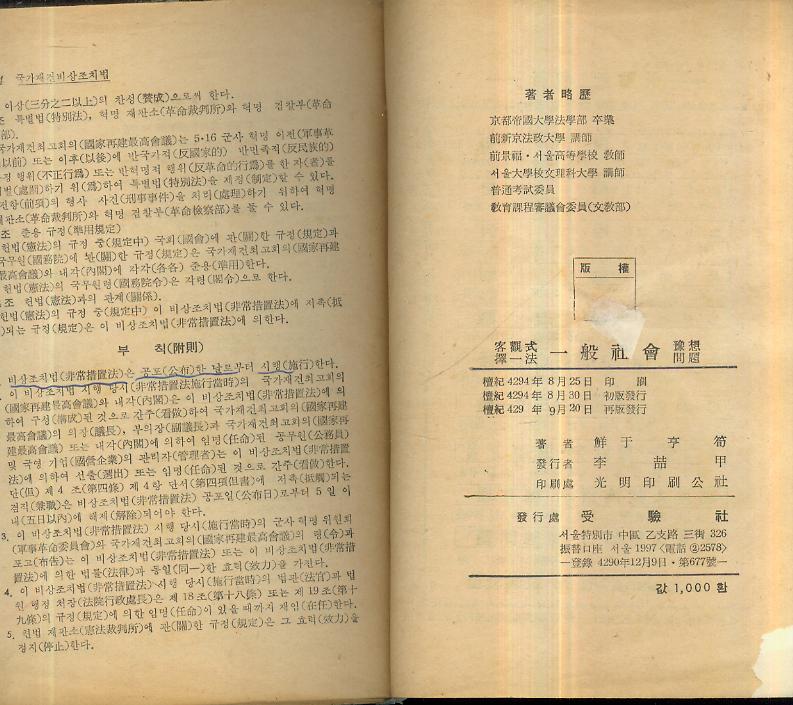 국가재건비상조치법
이상(三分之二以上)의 찬성(賛成)으로써 한다.
특별법(特別法), 혁명 재판소(革命裁判所)와 혁명 검찰부(革命
部).
국가재건최고회의(國家再建最高會議)는 5·16 군사 혁명 이전(軍事革
以前) 또는 이후(以後)에 반국가적(反國家的) 반민족적(反民族的)
정 행위(不正行爲) 또는 반혁명적 행위(反革命的行爲)를 한 자(者)를
벌(處罰)하기 위(爲)하여 특별법(特別法)을 제정(制定)할 수 있다.
전항(前項)의 형사 사건(刑事事件)을 처리(處理)하기 위하여 혁명
재판소(革命裁判所)와 혁명 검찰부(革命檢察部)를 둘 수 있다.
조 준용 규정(準用規定)
헌법(憲法)의 규정 중(規定中) 국회(國會)에 관(關)한 규정(規定)과
국무원(國務院)에 관(關)한 규정(規定)은 국가재건최고회의(國家再建
最高會議)와 내각(內閣)에 각각(各各) 준용(準用)한다.
헌법(憲法)의 국무원령(國務院令)은 각령(閣令)으로 한다.
조 헌법(憲法)과의 관계(關係).
헌법(憲法)의 규정 중(規定中) 이 비상조치법(非常措置法)에 저촉(抵
)되는 규정(規定)은 이 비상조치법(非常措置法)에 의한다.
부 칙(附則)
비상조치법(非常措置法)은 공포(公布)한 날로부터 시행(施行)한다.
이 비상조치법 시행 당시(非常措置法施行當時)의 국가재건최고회의
(國家再建最高會議)와 내각(內閣)은 이 비상조치법(非常措置法)에 의
하여 구성(構成)된 것으로 간주(看做)하여 국가재건최고회의(國家再建
最高會議)의 의장(議長), 부의장(副議長)과 국가재건최고회의(國家再
建最高會議) 또는 내각(內閣)에 의하여 임명(任命)된 공무원(公務員)
및 국영 기업(國營企業)의 관리자(管理者)는 이 비상조치법(非常措置
法)에 의하여 선출(選出) 또는 임명(任命)된 것으로 간주(看做)한다.
단(但) 제 4 조(第四條) 제 4 항 단서(第四項但書)에 저촉(抵觸)되는
겸직(兼職)은 비상조치법(非常措置法) 공포일(公布日)로부터 5 일 이
내(五日以內)에 해제(解除)되어야 한다.
3. 이 비상조치법(非常措置法) 시행 당시(施行當時)의 군사 혁명 위원회
(軍事革命委員會)와 국가재건최고회의(國家再建最高會議)의 령(令)과
포고(布告)는 이 비상조치법(非常措置法) 또는 이 비상조치법(非常措
置法)에 의한 법률(法律)과 동일(同一)한 효력(效力)을 가진다.
4. 이 비상조치법(非常措置法) 시행 당시(施行當時)의 법관(法官)과 법
원 행정 처장(法院行政處長)은 제 18 조(第十八條) 또는 제 19 조(第十
九條)의 규정(規定)에 의한 임명(任命)이 있을 때까지 재임(在任)한다.
5. 헌법 재판소(憲法裁判所)에 관(關)한 규정(規定)은 그 효력(效力)을
정지(停止)한다.
著者略歷
京都帝國大學法學部 卒業
前新京法政大學 講師
前景福·서울高等學校 敎師
서울大學校文理科大學 講師
普通考試委員
敎育課程審議會委員(文敎部)
版權
客觀式
擇一法 一般社會 豫想
問題
檀紀 4294 年 8 月 25 日 印刷
檀紀 4294 年 8 月 30 日 初版發行
檀紀 429 年 9 月 20 日 再版發行
著者 鮮于亨筍
發行者 李喆甲
印刷處 光明印刷公社
發行處 受驗社
서울特別市 中區 乙支路 三街 326
振替口座 서울 1997 <電話 ②2578>
—登錄 4290年12月9日·第677號—
값 1,000 환